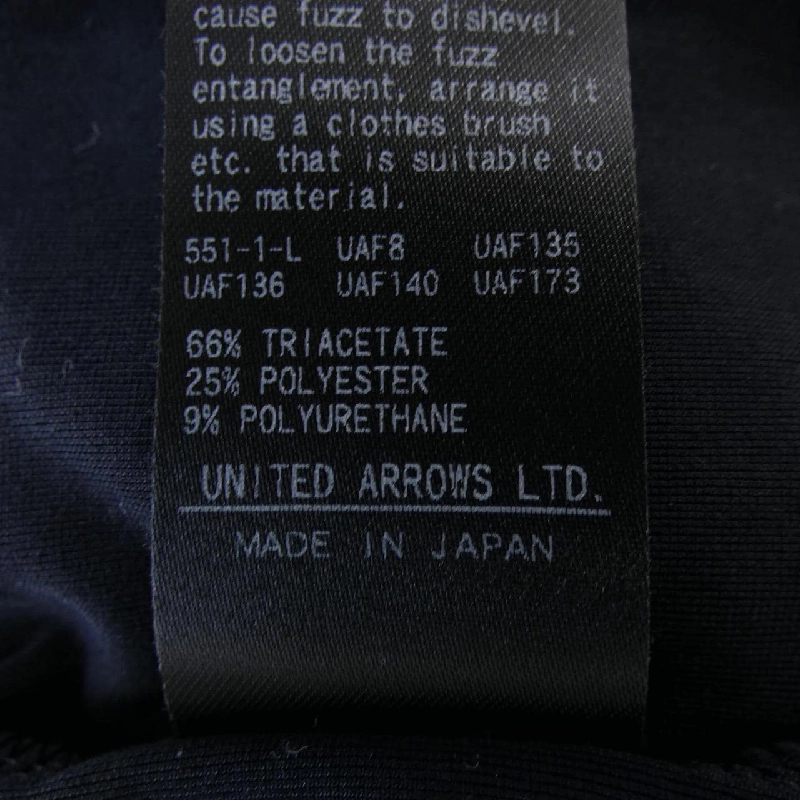 cause fuzz to dishevel.
To loosen the fuzz
entanglement, arrange it
using a clothes brush
etc. that is suitable to
the material.
551-1-L UAF8 UAF135
UAF136 UAF140 UAF173
66% TRIACETATE
25% POLYESTER
9% POLYURETHANE
UNITED ARROWS LTD.
MADE IN JAPAN